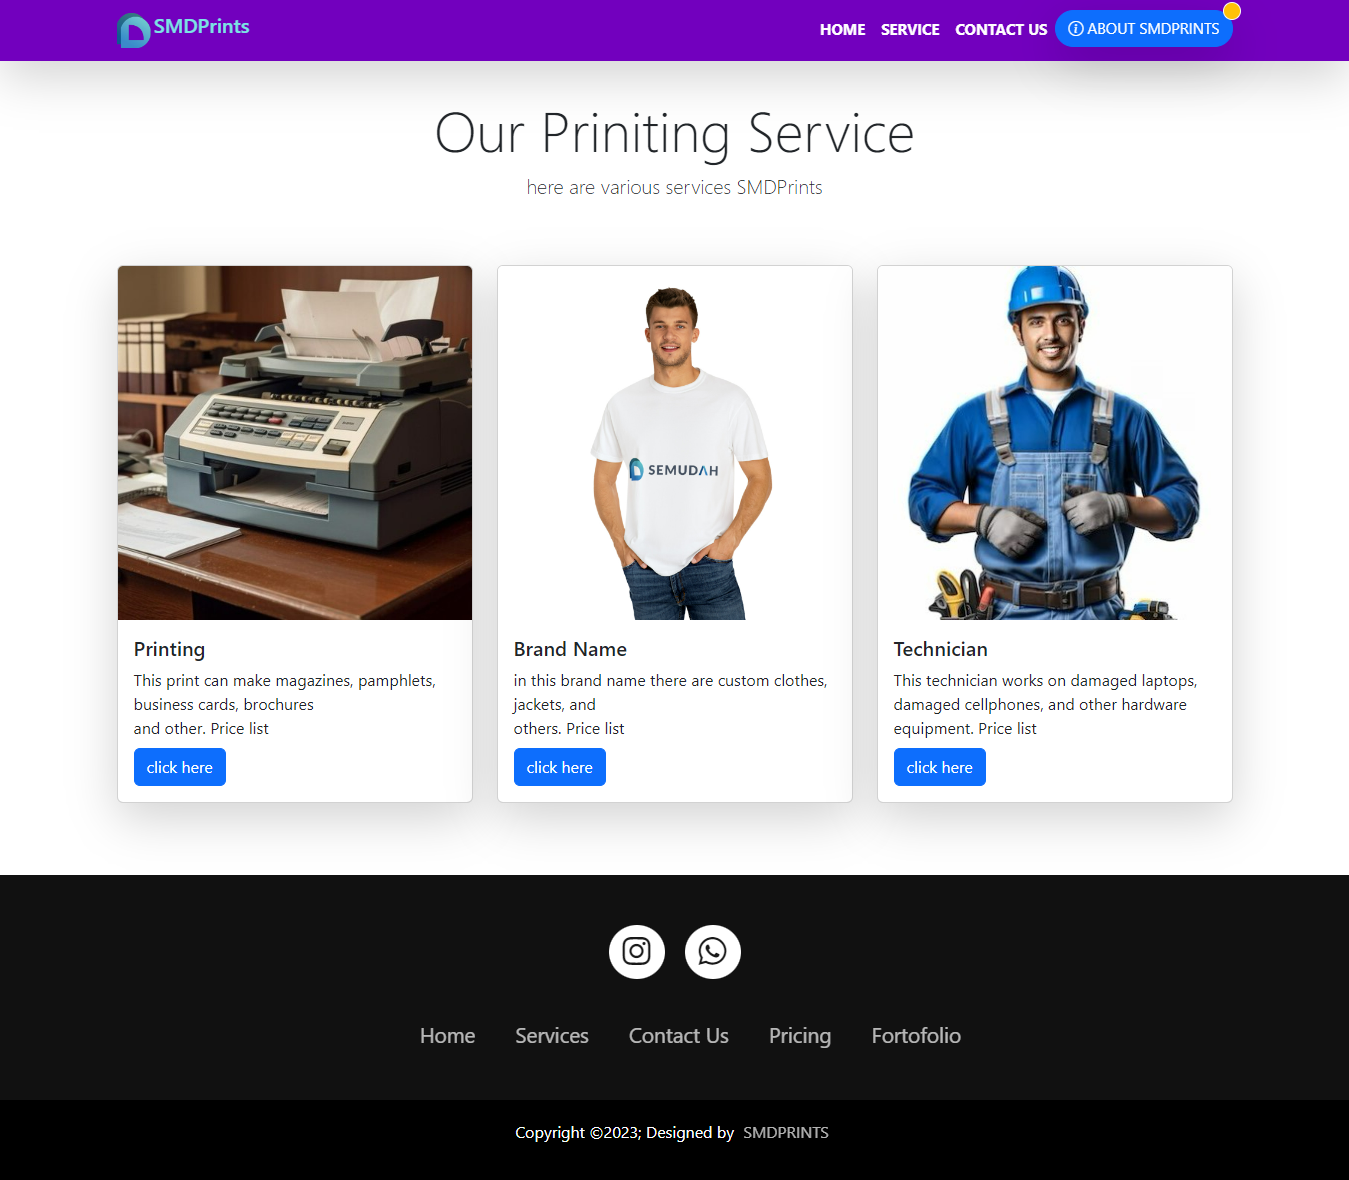 SMDPrints
HOME SERVICE CONTACT US ABOUT SMDPRINTS
Our Priniting Service
here are various services SMDPrints
SEMUDAH
Printing
This print can make magazines, pamphlets,
business cards, brochures
and other. Price list
click here
Brand Name
in this brand name there are custom clothes,
jackets, and
others. Price list
click here
Technician
This technician works on damaged laptops,
damaged cellphones, and other hardware
equipment. Price list
click here
Home Services Contact Us Pricing Fortofolio
Copyright ©2023; Designed by SMDPRINTS